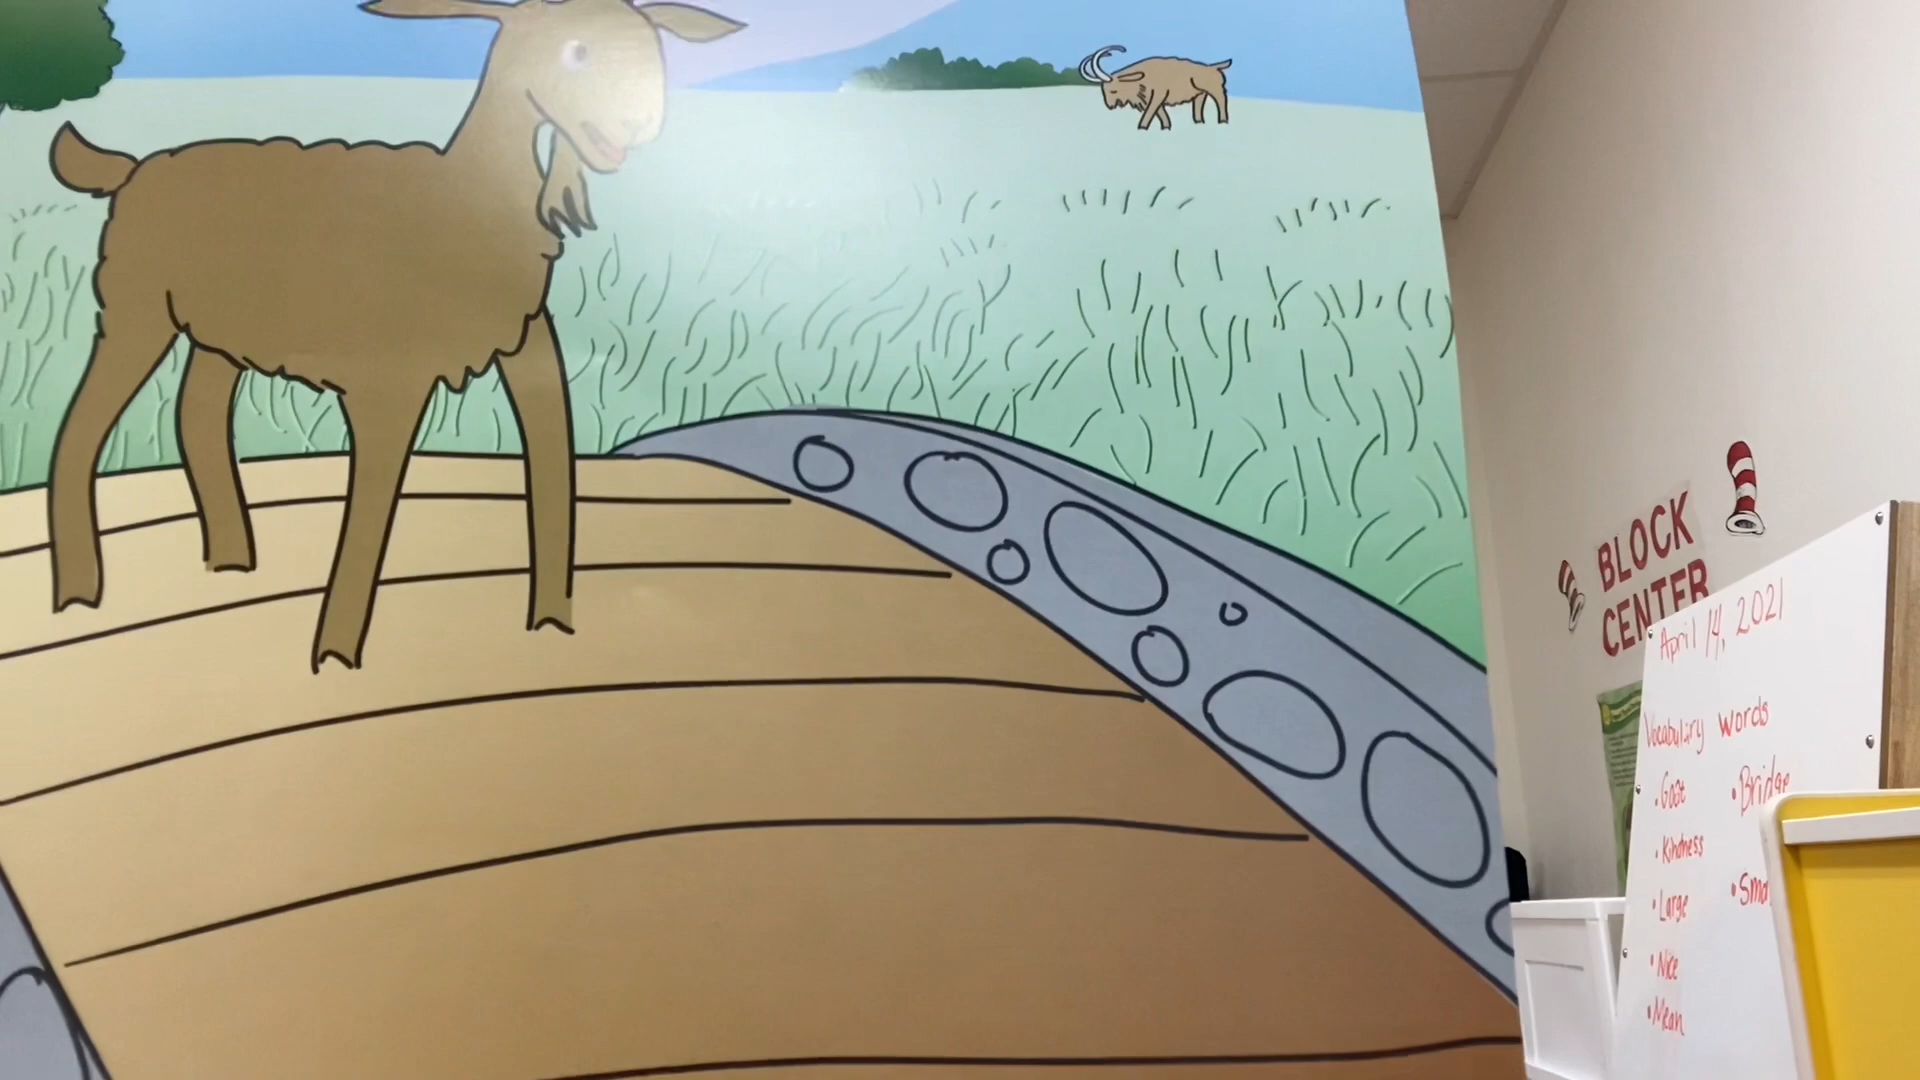 BLOCK
CENTER
April 14, 2021
Vocabulary Words
• Goat • Bridge
• Kindness
• Large
• Nice
• Mean